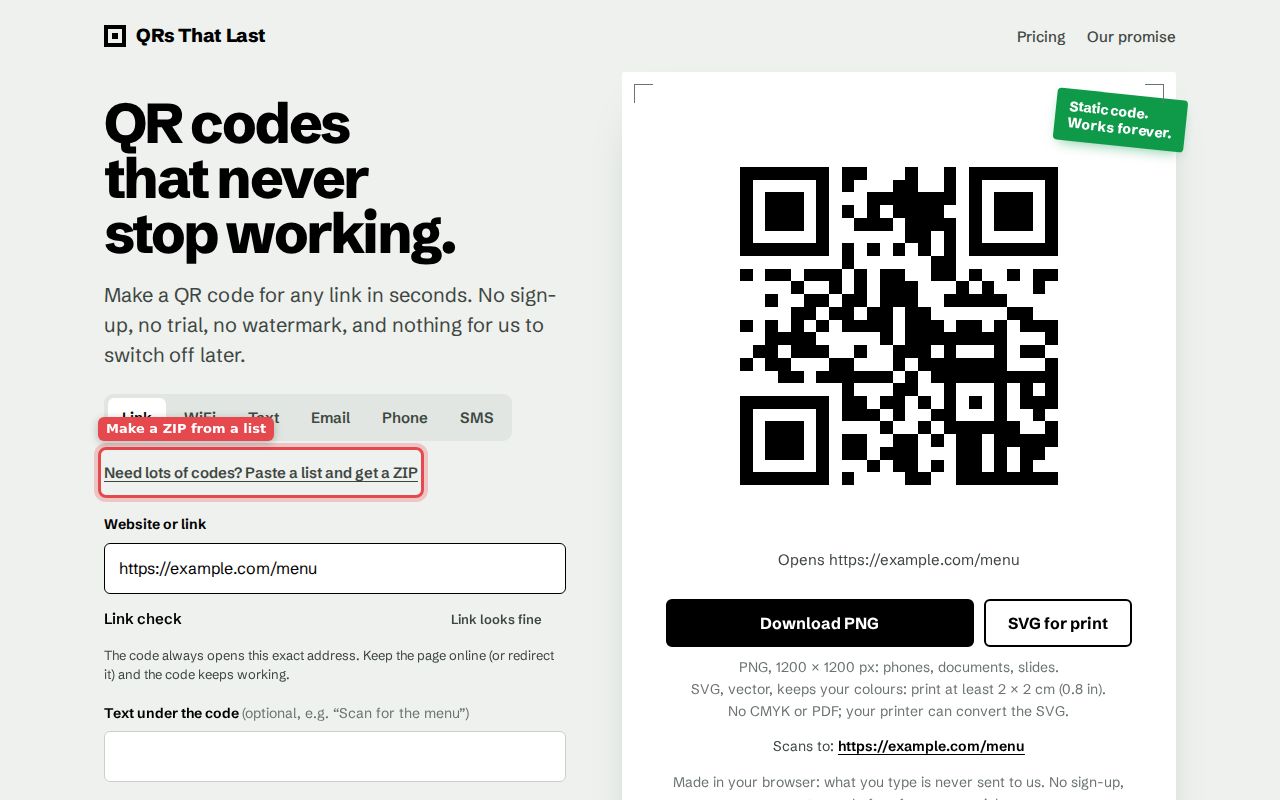 QRs That Last
Pricing
Our promise
QR codes
that never
stop working.
Make a QR code for any link in seconds. No sign-
up, no trial, no watermark, and nothing for us to
switch off later.
Link
WiFi
Text
Email
Phone
SMS
Make a ZIP from a list
Need lots of codes? Paste a list and get a ZIP
Website or link
https://example.com/menu
Link check
Link looks fine
The code always opens this exact address. Keep the page online (or redirect
it) and the code keeps working.
Text under the code (optional, e.g. “Scan for the menu”)
Static code.
Works forever.
Opens https://example.com/menu
Download PNG
SVG for print
PNG, 1200 × 1200 px: phones, documents, slides.
SVG, vector, keeps your colours: print at least 2 × 2 cm (0.8 in).
No CMYK or PDF; your printer can convert the SVG.
Scans to: https://example.com/menu
Made in your browser: what you type is never sent to us. No sign-up,